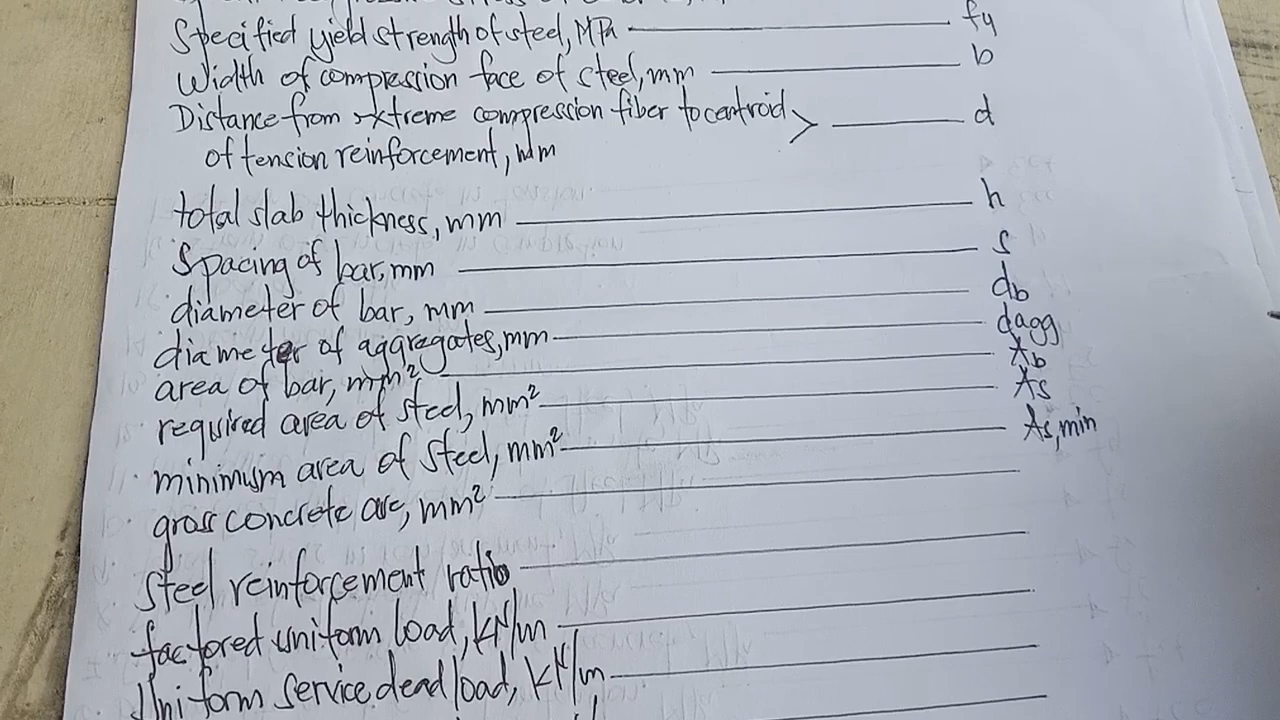 Specified yield strength of steel, MPa fy
Width of compression face of steel, mm b
Distance from extreme compression fiber to centroid d
of tension reinforcement, mm
total slab thickness, mm h
Spacing of bar, mm s
diameter of bar, mm db
diameter of aggregates, mm dagg
area of bar, mm² Ab
required area of steel, mm² As
minimum area of steel, mm² As,min
gross concrete are, mm²
steel reinforcement ratio
factored uniform load, kN/m
Uniform service dead load, kN/m